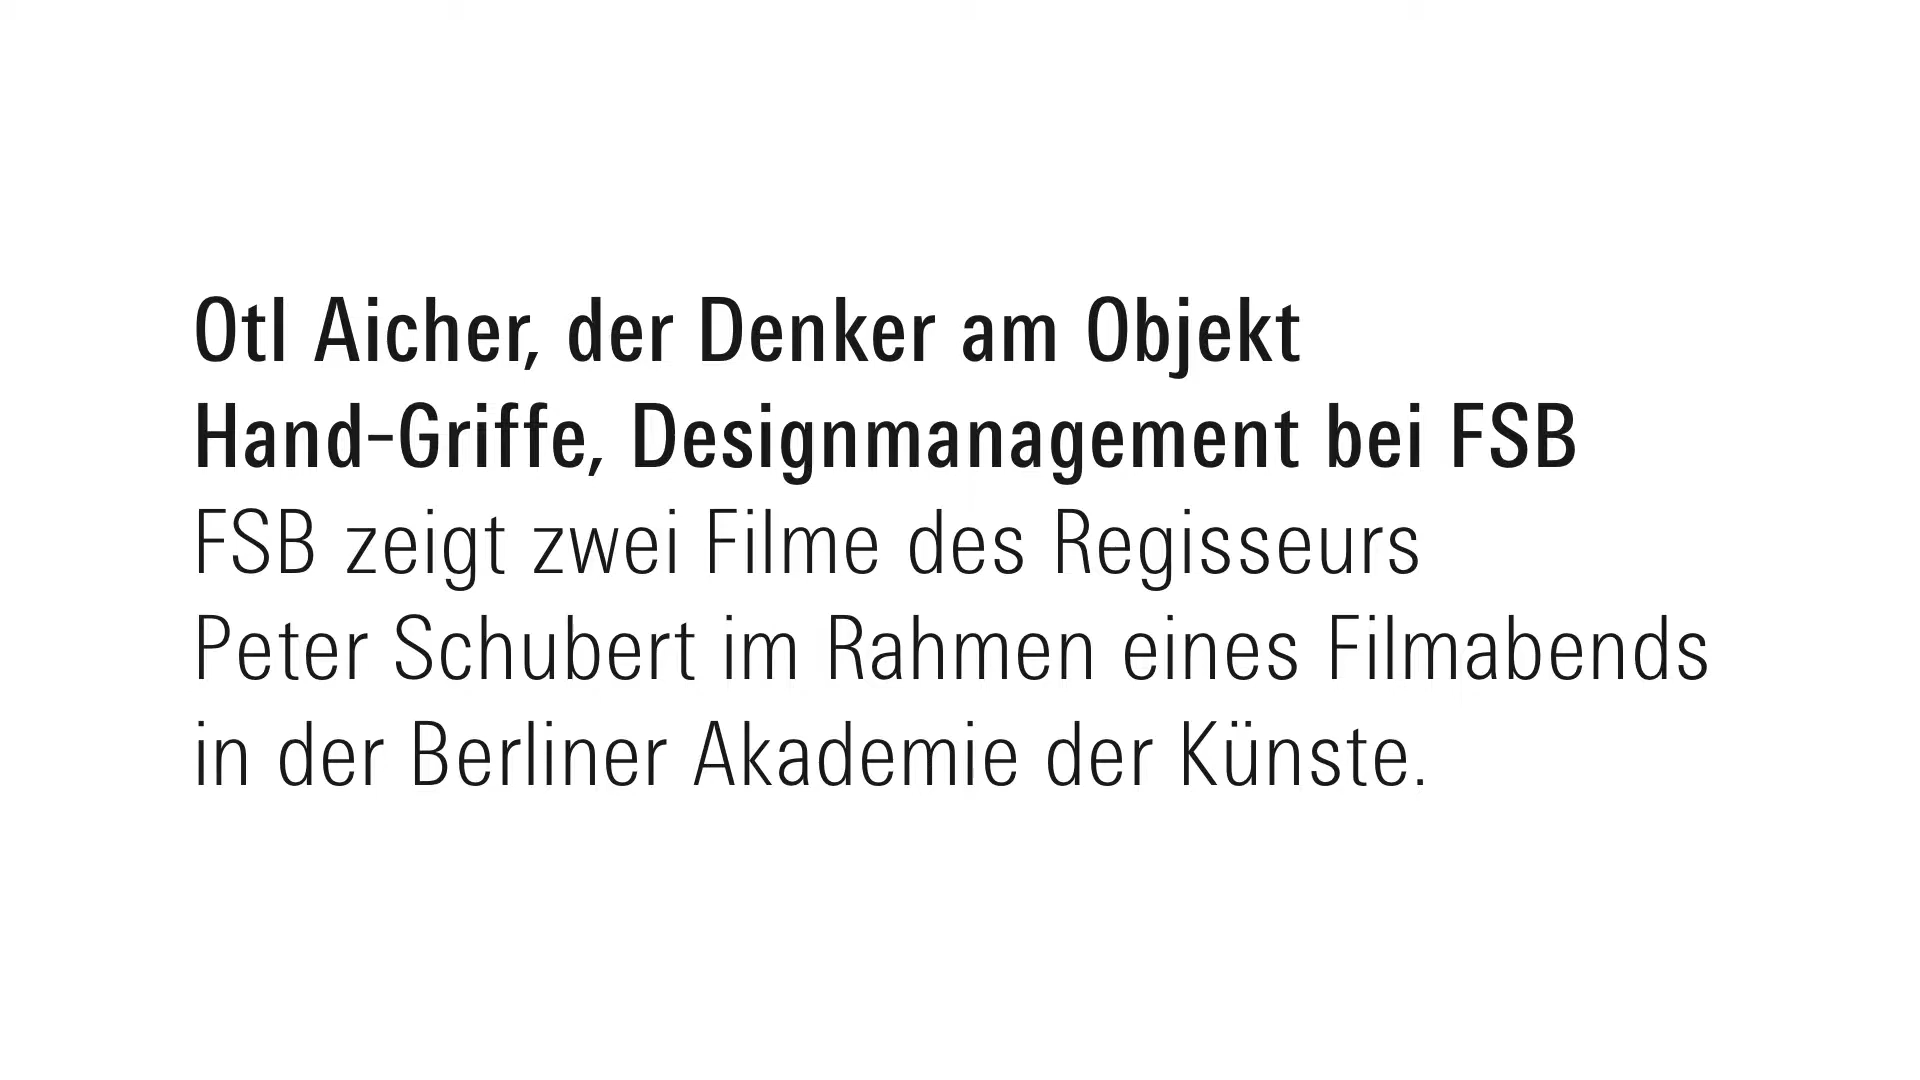 Otl Aicher, der Denker am Objekt
Hand-Griffe, Designmanagement bei FSB
FSB zeigt zwei Filme des Regisseurs
Peter Schubert im Rahmen eines Filmabends
in der Berliner Akademie der Künste.